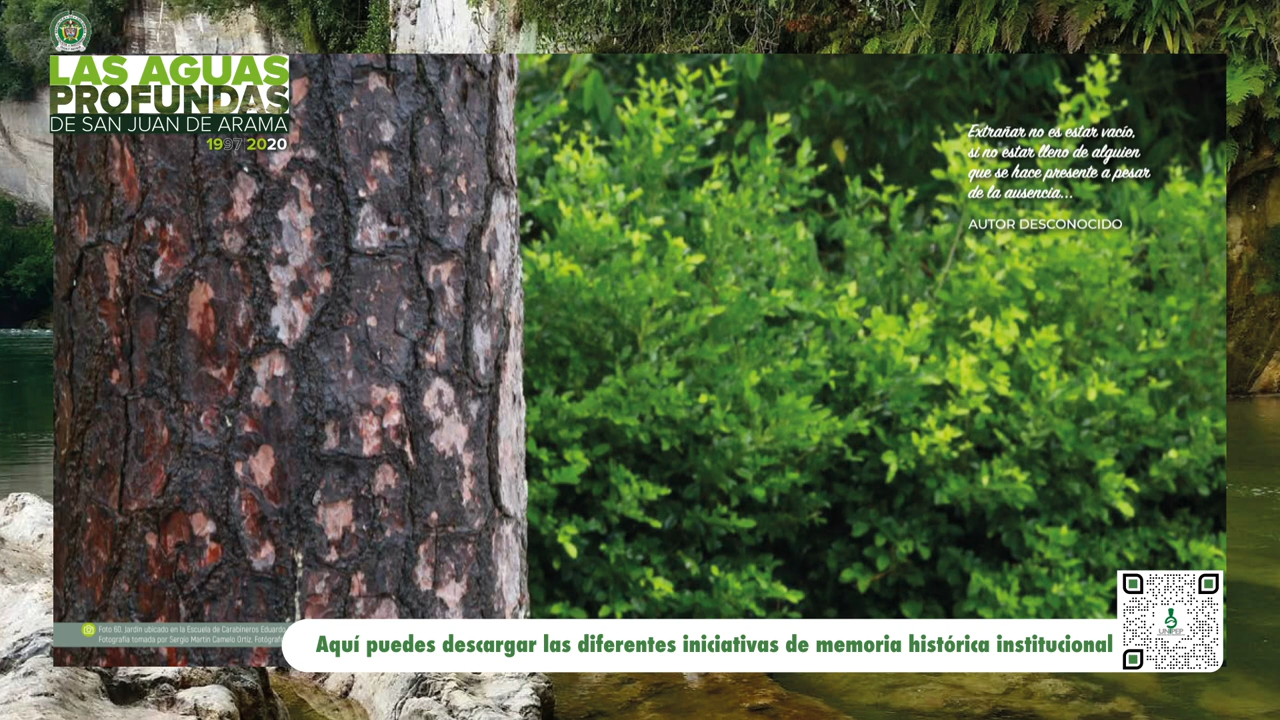 LAS AGUAS
PROFUNDAS
DE SAN JUAN DE ARAMA
1997 2020
Extrañar no es estar vacío,
si no estar lleno de alguien
que se hace presente a pesar
de la ausencia...
AUTOR DESCONOCIDO
Foto 60. Jardín ubicado en la Escuela de Carabineros Eduardo
Fotografía tomada por Sergio Martín Camelo Ortiz, Fotógraf
Aquí puedes descargar las diferentes iniciativas de memoria histórica institucional
UNIPEP